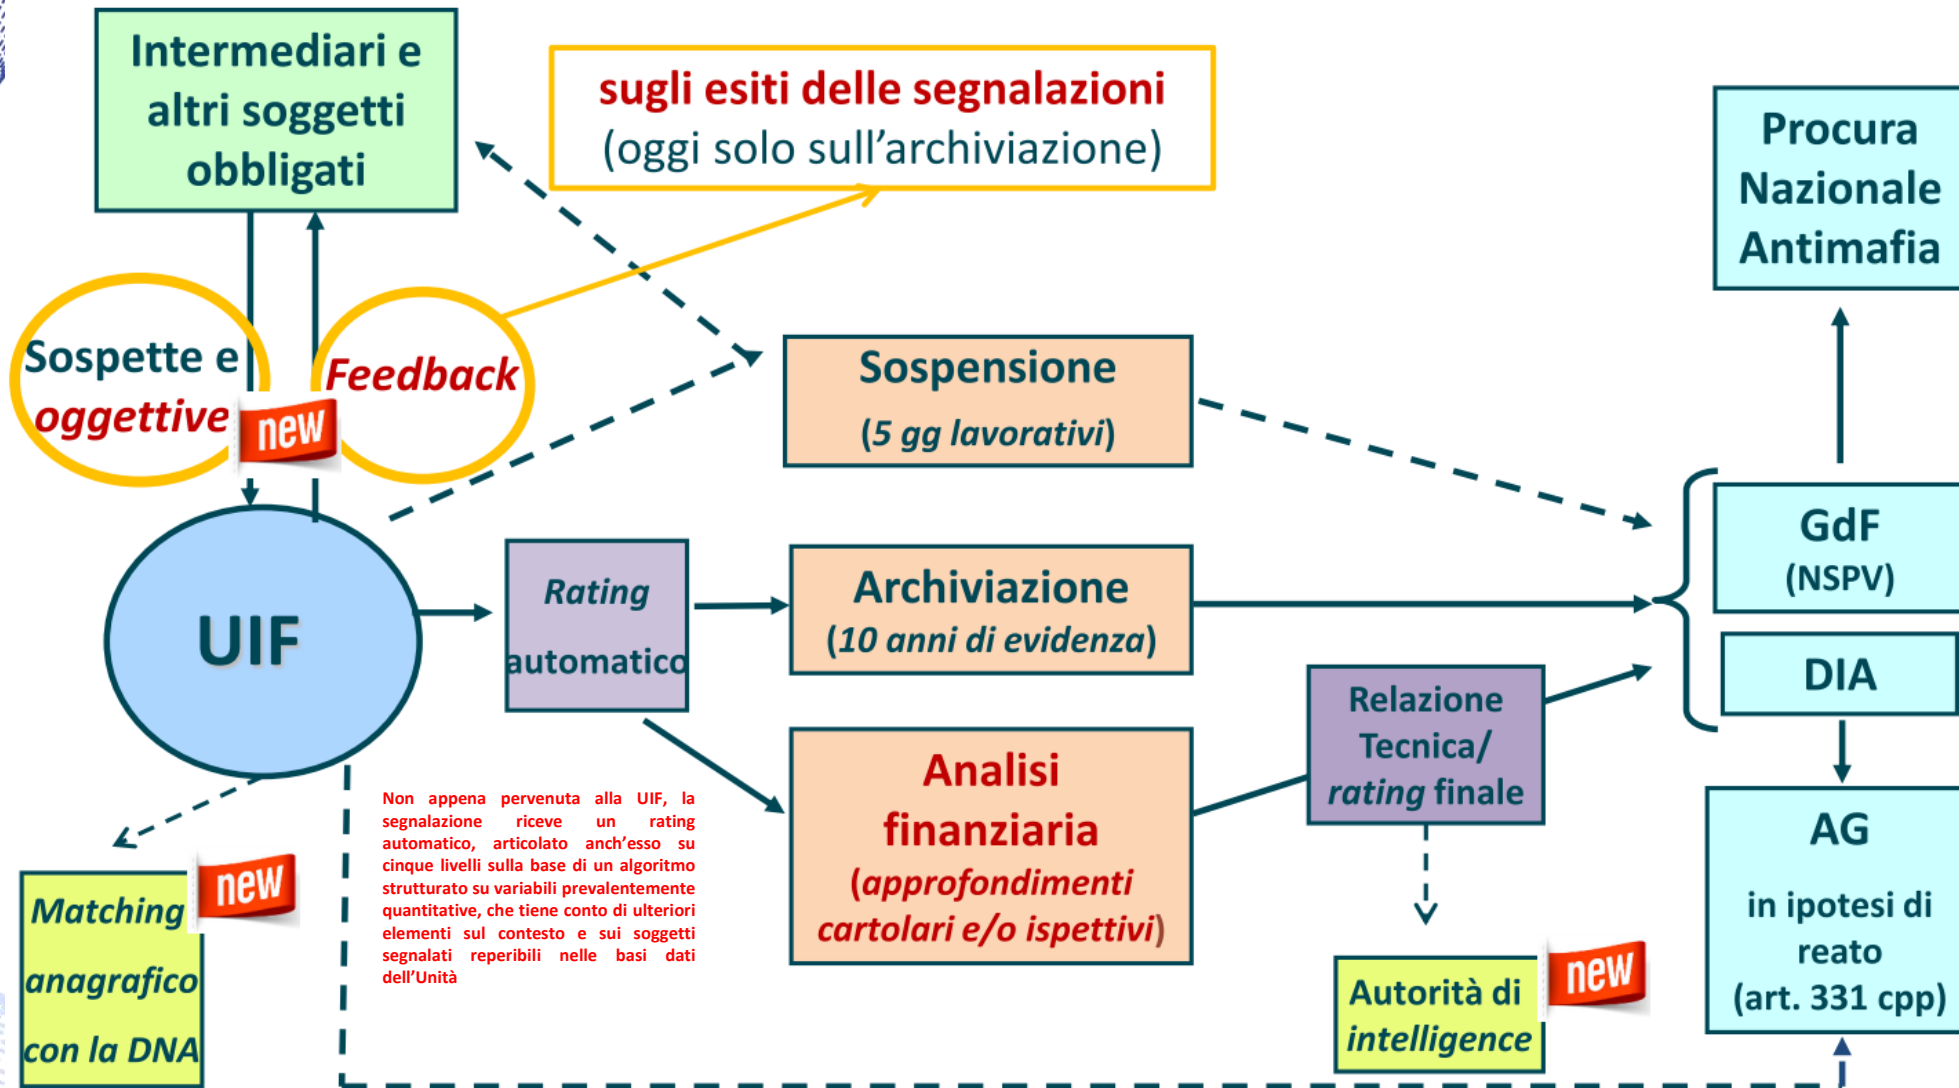 Intermediari e
altri soggetti
obbligati
sugli esiti delle segnalazioni
(oggi solo sull'archiviazione)
Procura
Nazionale
Antimafia
Sospette e
oggettive
new
Feedback
Sospensione
(5 gg lavorativi)
GdF
(NSPV)
DIA
UIF
Rating
automatico
Archiviazione
(10 anni di evidenza)
Relazione
Tecnica/
rating finale
Analisi
finanziaria
(approfondimenti
cartolari e/o ispettivi)
Non appena pervenuta alla UIF, la
segnalazione riceve un rating
automatico, articolato anch'esso su
cinque livelli sulla base di un algoritmo
strutturato su variabili prevalentemente
quantitative, che tiene conto di ulteriori
elementi sul contesto e sui soggetti
segnalati reperibili nelle basi dati
dell'Unità
Matching
anagrafico
con la DNA
new
Autorità di
intelligence
new
AG
in ipotesi di
reato
(art. 331 cpp)